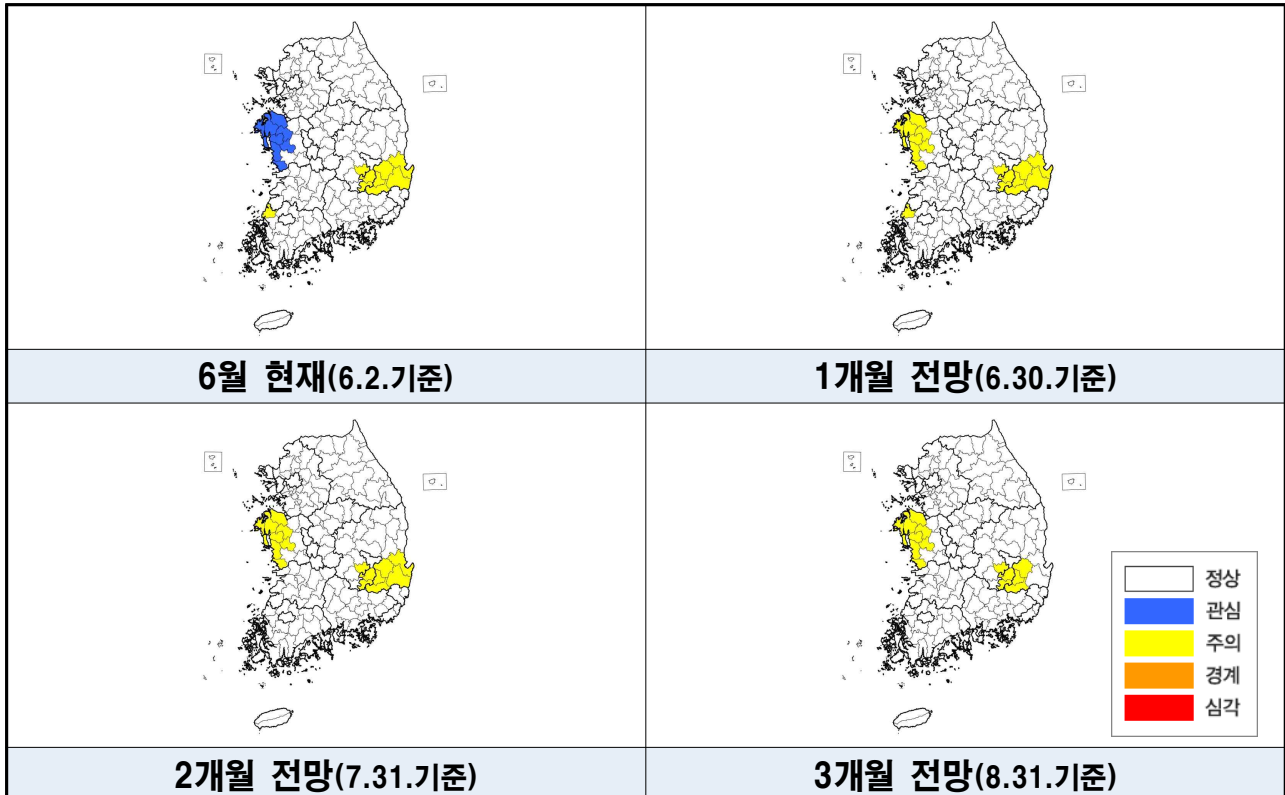 6월 현재(6.2.기준)
1개월 전망(6.30.기준)
정상
관심
주의
경계
심각
2개월 전망(7.31.기준)
3개월 전망(8.31.기준)